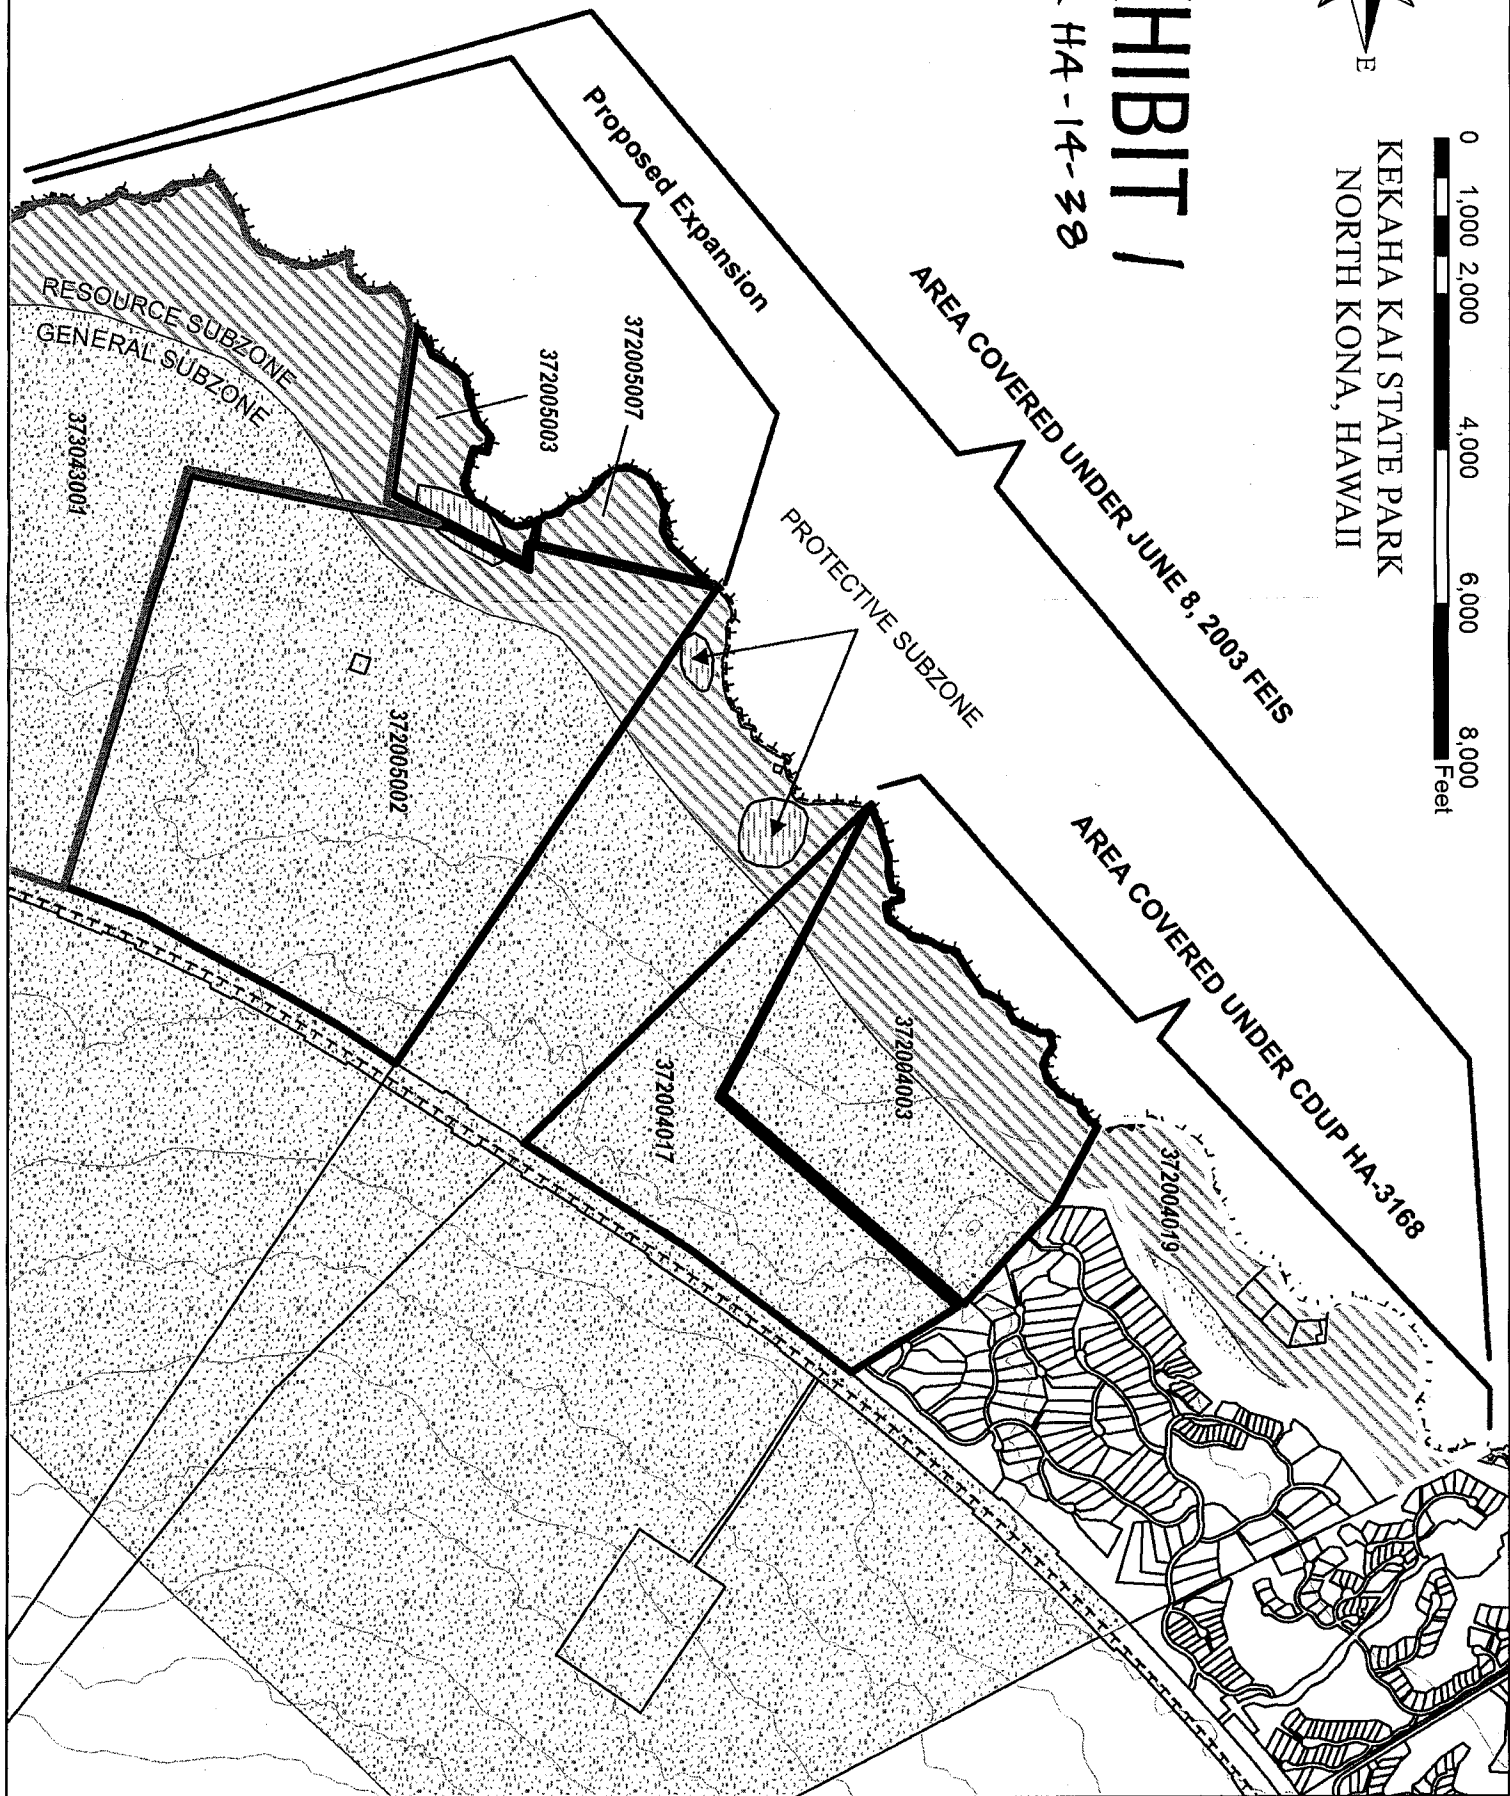 E
0 1,000 2,000 4,000 6,000 8,000
Feet
KEKAHA KAI STATE PARK
NORTH KONA, HAWAII
HIBIT 1
HA-14-38
AREA COVERED UNDER JUNE 8, 2003 FEIS
AREA COVERED UNDER CDUP HA-3168
Proposed Expansion
PROTECTIVE SUBZONE
RESOURCE SUBZONE
GENERAL SUBZONE
372005007
372005003
373043001
372005002
372004003
372004017
372004019